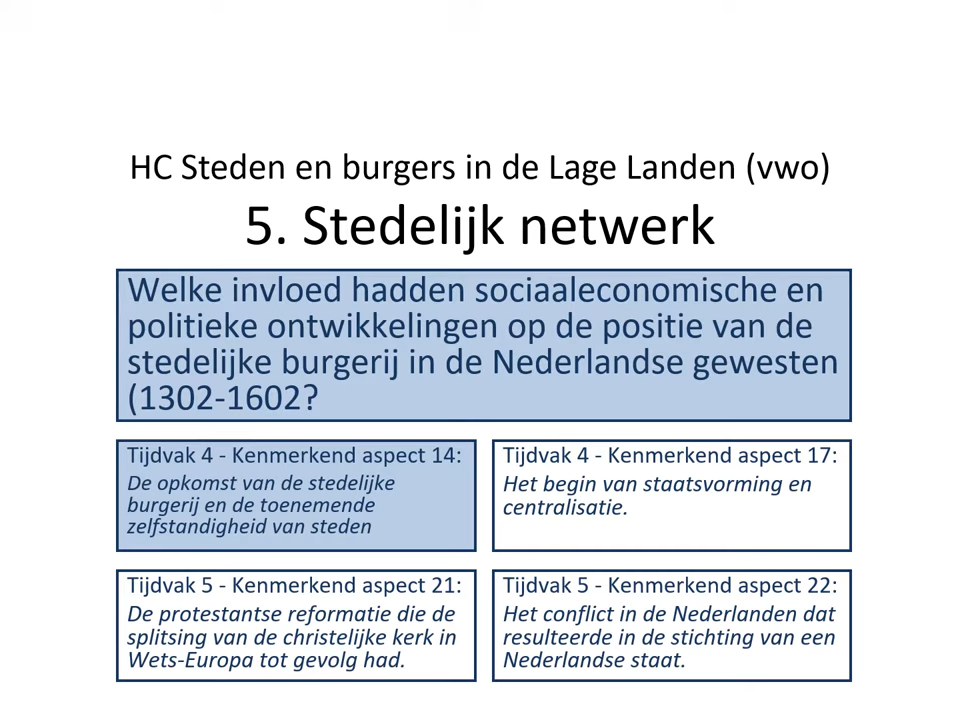 HC Steden en burgers in de Lage Landen (vwo)
5. Stedelijk netwerk
Welke invloed hadden sociaaleconomische en
politieke ontwikkelingen op de positie van de
stedelijke burgerij in de Nederlandse gewesten
(1302-1602?
Tijdvak 4 - Kenmerkend aspect 14:
De opkomst van de stedelijke
burgerij en de toenemende
zelfstandigheid van steden
Tijdvak 4 - Kenmerkend aspect 17:
Het begin van staatsvorming en
centralisatie.
Tijdvak 5 - Kenmerkend aspect 21:
De protestantse reformatie die de
splitsing van de christelijke kerk in
Wets-Europa tot gevolg had.
Tijdvak 5 - Kenmerkend aspect 22:
Het conflict in de Nederlanden dat
resulteerde in de stichting van een
Nederlandse staat.